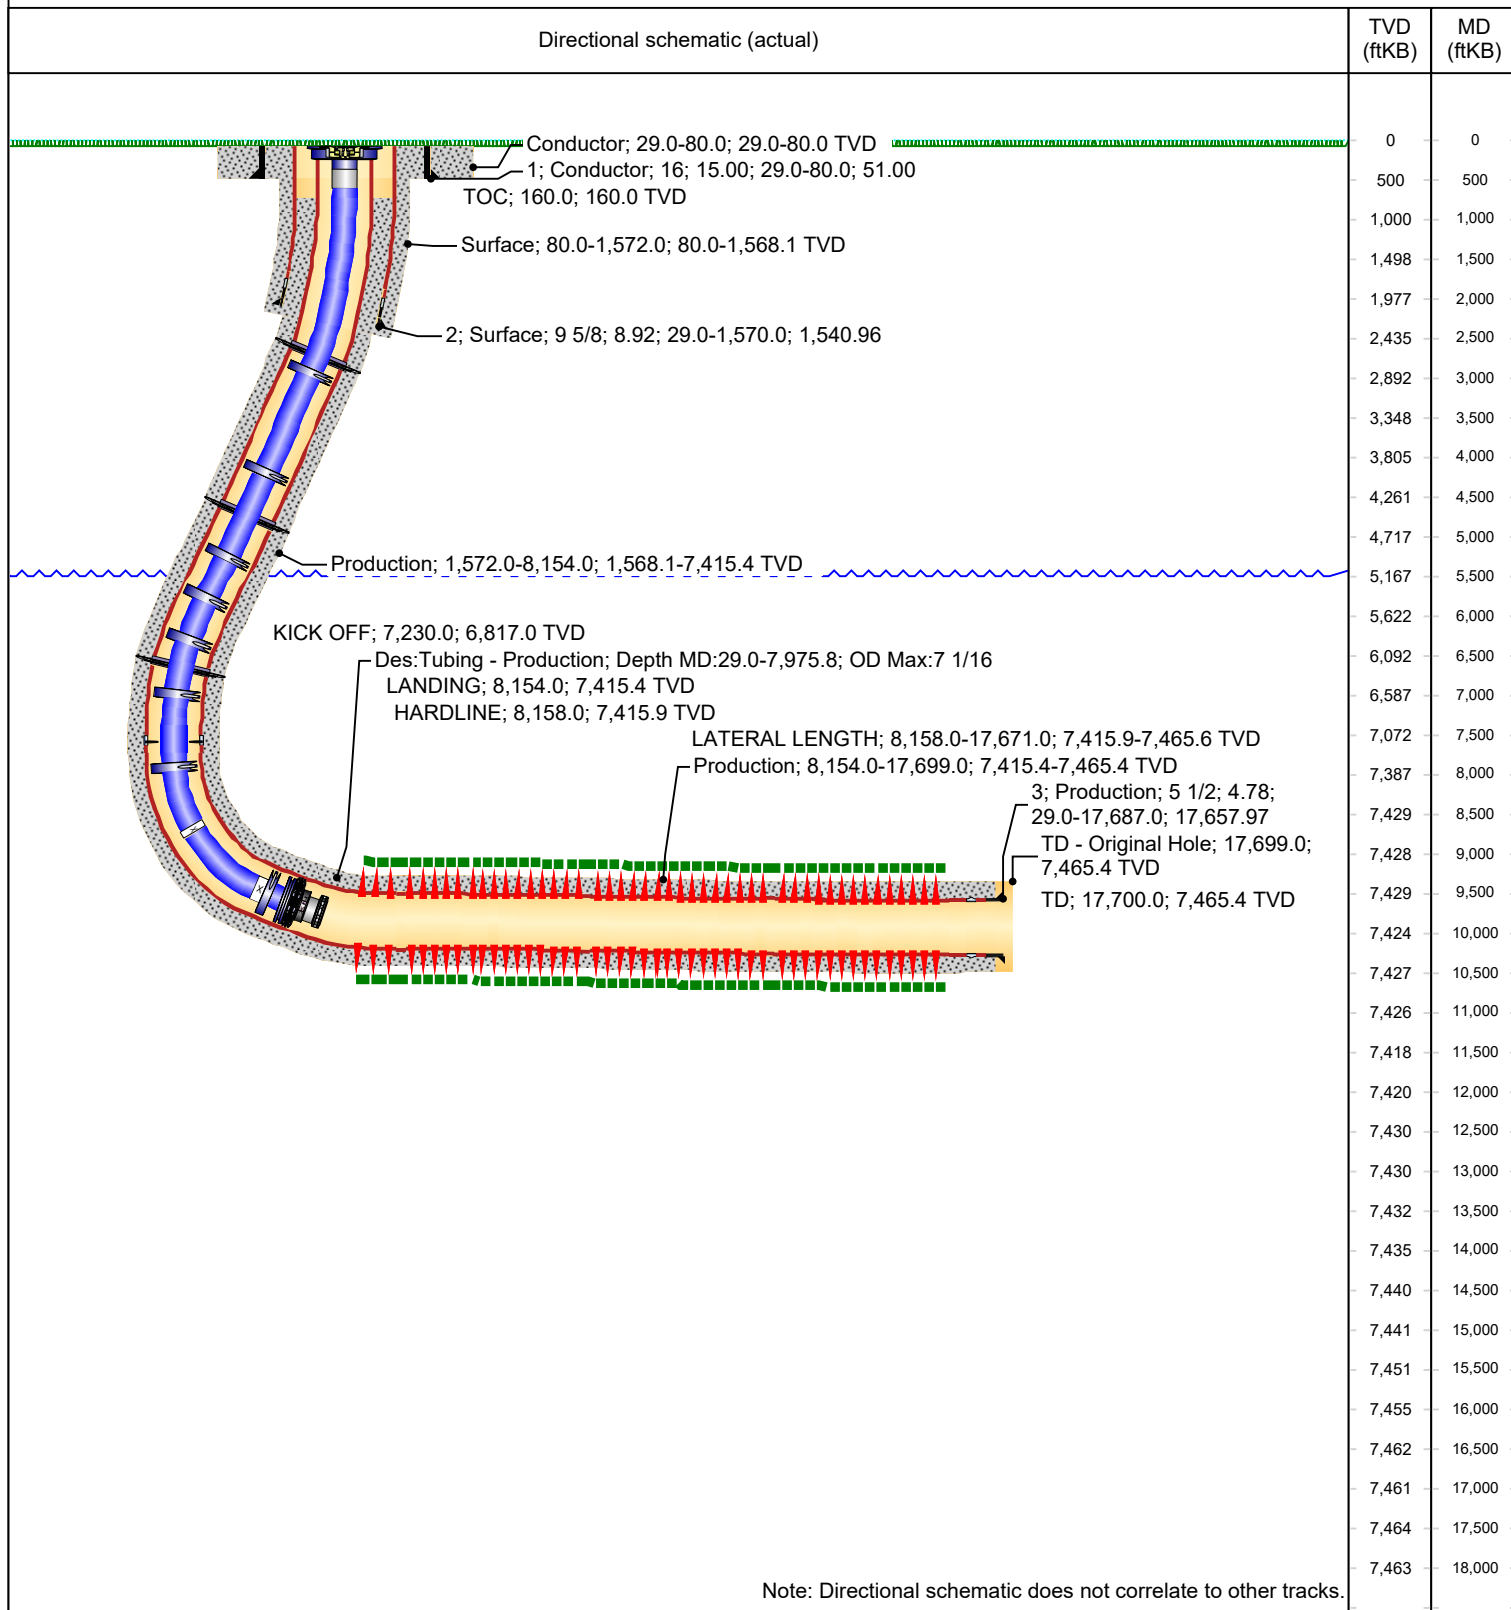 Directional schematic (actual)
TVD
(ftKB)
MD
(ftKB)
Conductor; 29.0-80.0; 29.0-80.0 TVD
1; Conductor; 16; 15.00; 29.0-80.0; 51.00
TOC; 160.0; 160.0 TVD
Surface; 80.0-1,572.0; 80.0-1,568.1 TVD
2; Surface; 9 5/8; 8.92; 29.0-1,570.0; 1,540.96
Production; 1,572.0-8,154.0; 1,568.1-7,415.4 TVD
KICK OFF; 7,230.0; 6,817.0 TVD
Des:Tubing - Production; Depth MD:29.0-7,975.8; OD Max:7 1/16
LANDING; 8,154.0; 7,415.4 TVD
HARDLINE; 8,158.0; 7,415.9 TVD
LATERAL LENGTH; 8,158.0-17,671.0; 7,415.9-7,465.6 TVD
Production; 8,154.0-17,699.0; 7,415.4-7,465.4 TVD
3; Production; 5 1/2; 4.78;
29.0-17,687.0; 17,657.97
TD - Original Hole; 17,699.0;
7,465.4 TVD
TD; 17,700.0; 7,465.4 TVD
0 0
500 500
1,000 1,000
1,498 1,500
1,977 2,000
2,435 2,500
2,892 3,000
3,348 3,500
3,805 4,000
4,261 4,500
4,717 5,000
5,167 5,500
5,622 6,000
6,092 6,500
6,587 7,000
7,072 7,500
7,387 8,000
7,429 8,500
7,428 9,000
7,429 9,500
7,424 10,000
7,427 10,500
7,426 11,000
7,418 11,500
7,420 12,000
7,430 12,500
7,430 13,000
7,432 13,500
7,435 14,000
7,440 14,500
7,441 15,000
7,451 15,500
7,455 16,000
7,462 16,500
7,461 17,000
7,464 17,500
7,463 18,000
Note: Directional schematic does not correlate to other tracks.